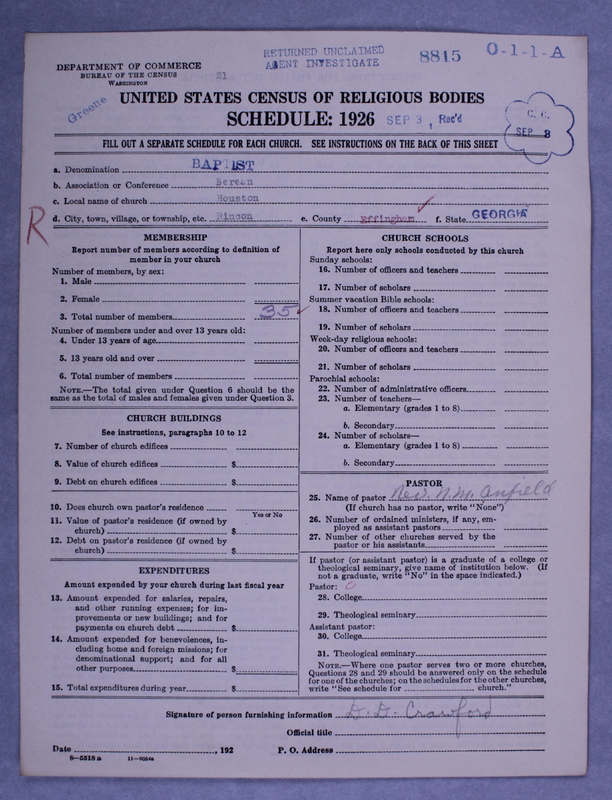 RETURNED UNCLAIMED
AGENT INVESTIGATE
8815
O-1-1-A
DEPARTMENT OF COMMERCE
BUREAU OF THE CENSUS
WASHINGTON
21
Greene
UNITED STATES CENSUS OF RELIGIOUS BODIES
SCHEDULE: 1926
SEP 3, Rec'd
C. C.
SEP 8
FILL OUT A SEPARATE SCHEDULE FOR EACH CHURCH. SEE INSTRUCTIONS ON THE BACK OF THIS SHEET
a. Denomination BAPTIST
b. Association or Conference Berean
c. Local name of church Houston
d. City, town, village, or township, etc. Rincon e. County Effingham f. State GEORGIA
R
MEMBERSHIP
Report number of members according to definition of
member in your church
Number of members, by sex:
1. Male
2. Female
3. Total number of members 35
Number of members under and over 13 years old:
4. Under 13 years of age
5. 13 years old and over
6. Total number of members
NOTE.—The total given under Question 6 should be the
same as the total of males and females given under Question 3.
CHURCH BUILDINGS
See instructions, paragraphs 10 to 12
7. Number of church edifices
8. Value of church edifices $
9. Debt on church edifices $
10. Does church own pastor's residence
Yes or No
11. Value of pastor's residence (if owned by
church) $
12. Debt on pastor's residence (if owned by
church) $
EXPENDITURES
Amount expended by your church during last fiscal year
13. Amount expended for salaries, repairs,
and other running expenses; for im-
provements or new buildings; and for
payments on church debt $
14. Amount expended for benevolences, in-
cluding home and foreign missions; for
denominational support; and for all
other purposes $
15. Total expenditures during year $
CHURCH SCHOOLS
Report here only schools conducted by this church
Sunday schools:
16. Number of officers and teachers
17. Number of scholars
Summer vacation Bible schools:
18. Number of officers and teachers
19. Number of scholars
Week-day religious schools:
20. Number of officers and teachers
21. Number of scholars
Parochial schools:
22. Number of administrative officers
23. Number of teachers—
a. Elementary (grades 1 to 8)
b. Secondary
24. Number of scholars—
a. Elementary (grades 1 to 8)
b. Secondary
PASTOR
25. Name of pastor Rev. N. M.
(If church has no pastor, write "None")
26. Number of ordained ministers, if any, em-
ployed as assistant pastors
27. Number of other churches served by the
pastor or his assistants
If pastor (or assistant pastor) is a graduate of a college or
theological seminary, give name of institution below. (If
not a graduate, write "No" in the space indicated.)
Pastor: 0
28. College
29. Theological seminary
Assistant pastor:
30. College
31. Theological seminary
NOTE.—Where one pastor serves two or more churches,
Questions 28 and 29 should be answered only on the schedule
for one of the churches; on the schedules for the other churches,
write "See schedule for church."
Signature of person furnishing information D. D. Crawford
Official title
Date , 192 P. O. Address
8-5518a